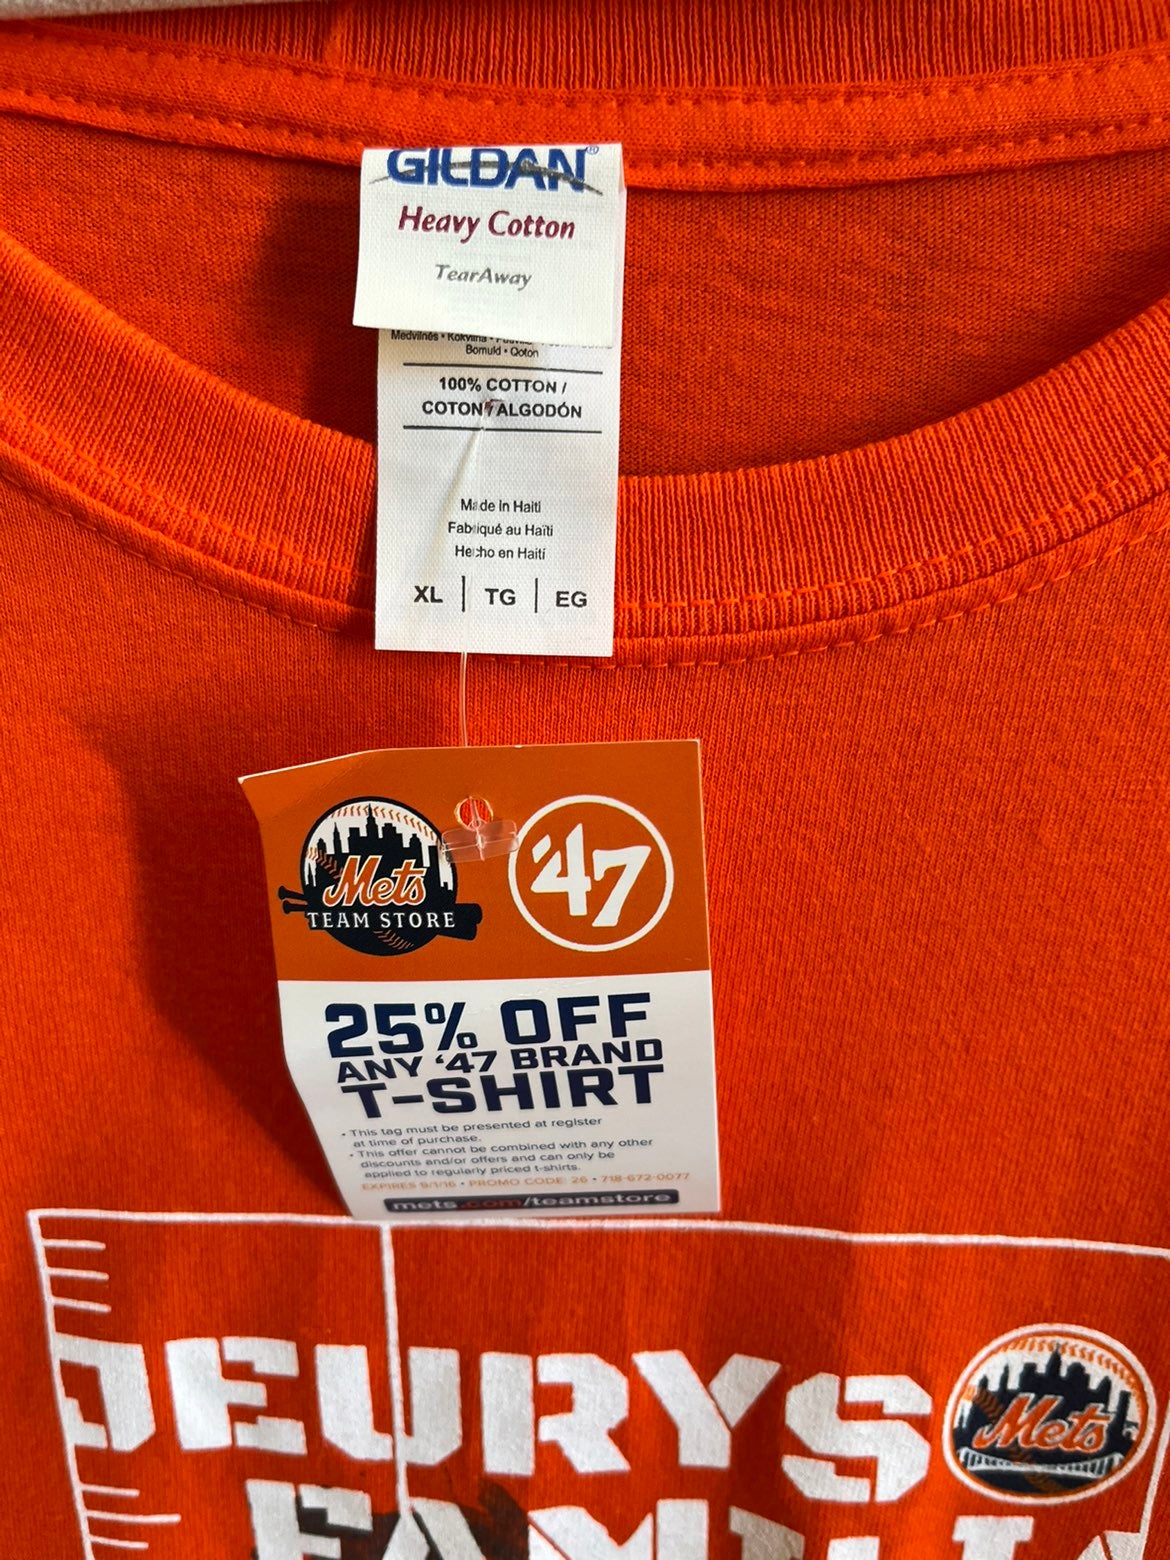 GILDAN®
Heavy Cotton
TearAway
Medvilnės • Kokvilna •
Bomuld • Qoton
100% COTTON /
COTON / ALGODÓN
Made in Haiti
Fabriqué au Haïti
Hecho en Haití
XL | TG | EG
Mets
TEAM STORE
'47
25% OFF
ANY ‘47 BRAND
T-SHIRT
• This tag must be presented at register
at time of purchase.
• This offer cannot be combined with any other
discounts and/or offers and can only be
applied to regularly priced t-shirts.
EXPIRES 9/1/16 • PROMO CODE: 26 • 718-672-0077
mets.com/teamstore
JEURYS
Mets
FAMILIA